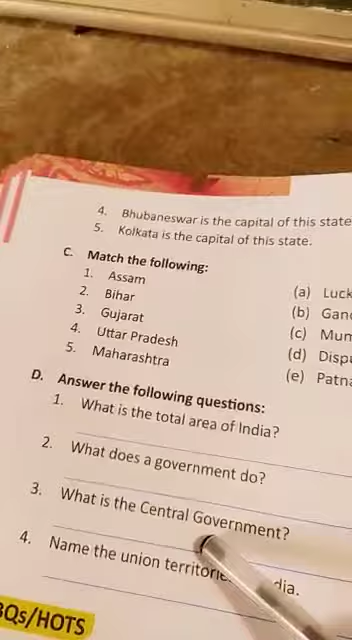 4. Bhubaneswar is the capital of this state
5. Kolkata is the capital of this state.
C. Match the following:
1. Assam
2. Bihar
3. Gujarat
4. Uttar Pradesh
5. Maharashtra
(a) Luck
(b) Gan
(c) Mum
(d) Disp
(e) Patna
D. Answer the following questions:
1. What is the total area of India?
2. What does a government do?
3. What is the Central Government?
4. Name the union territorie dia.
BQs/HOTS